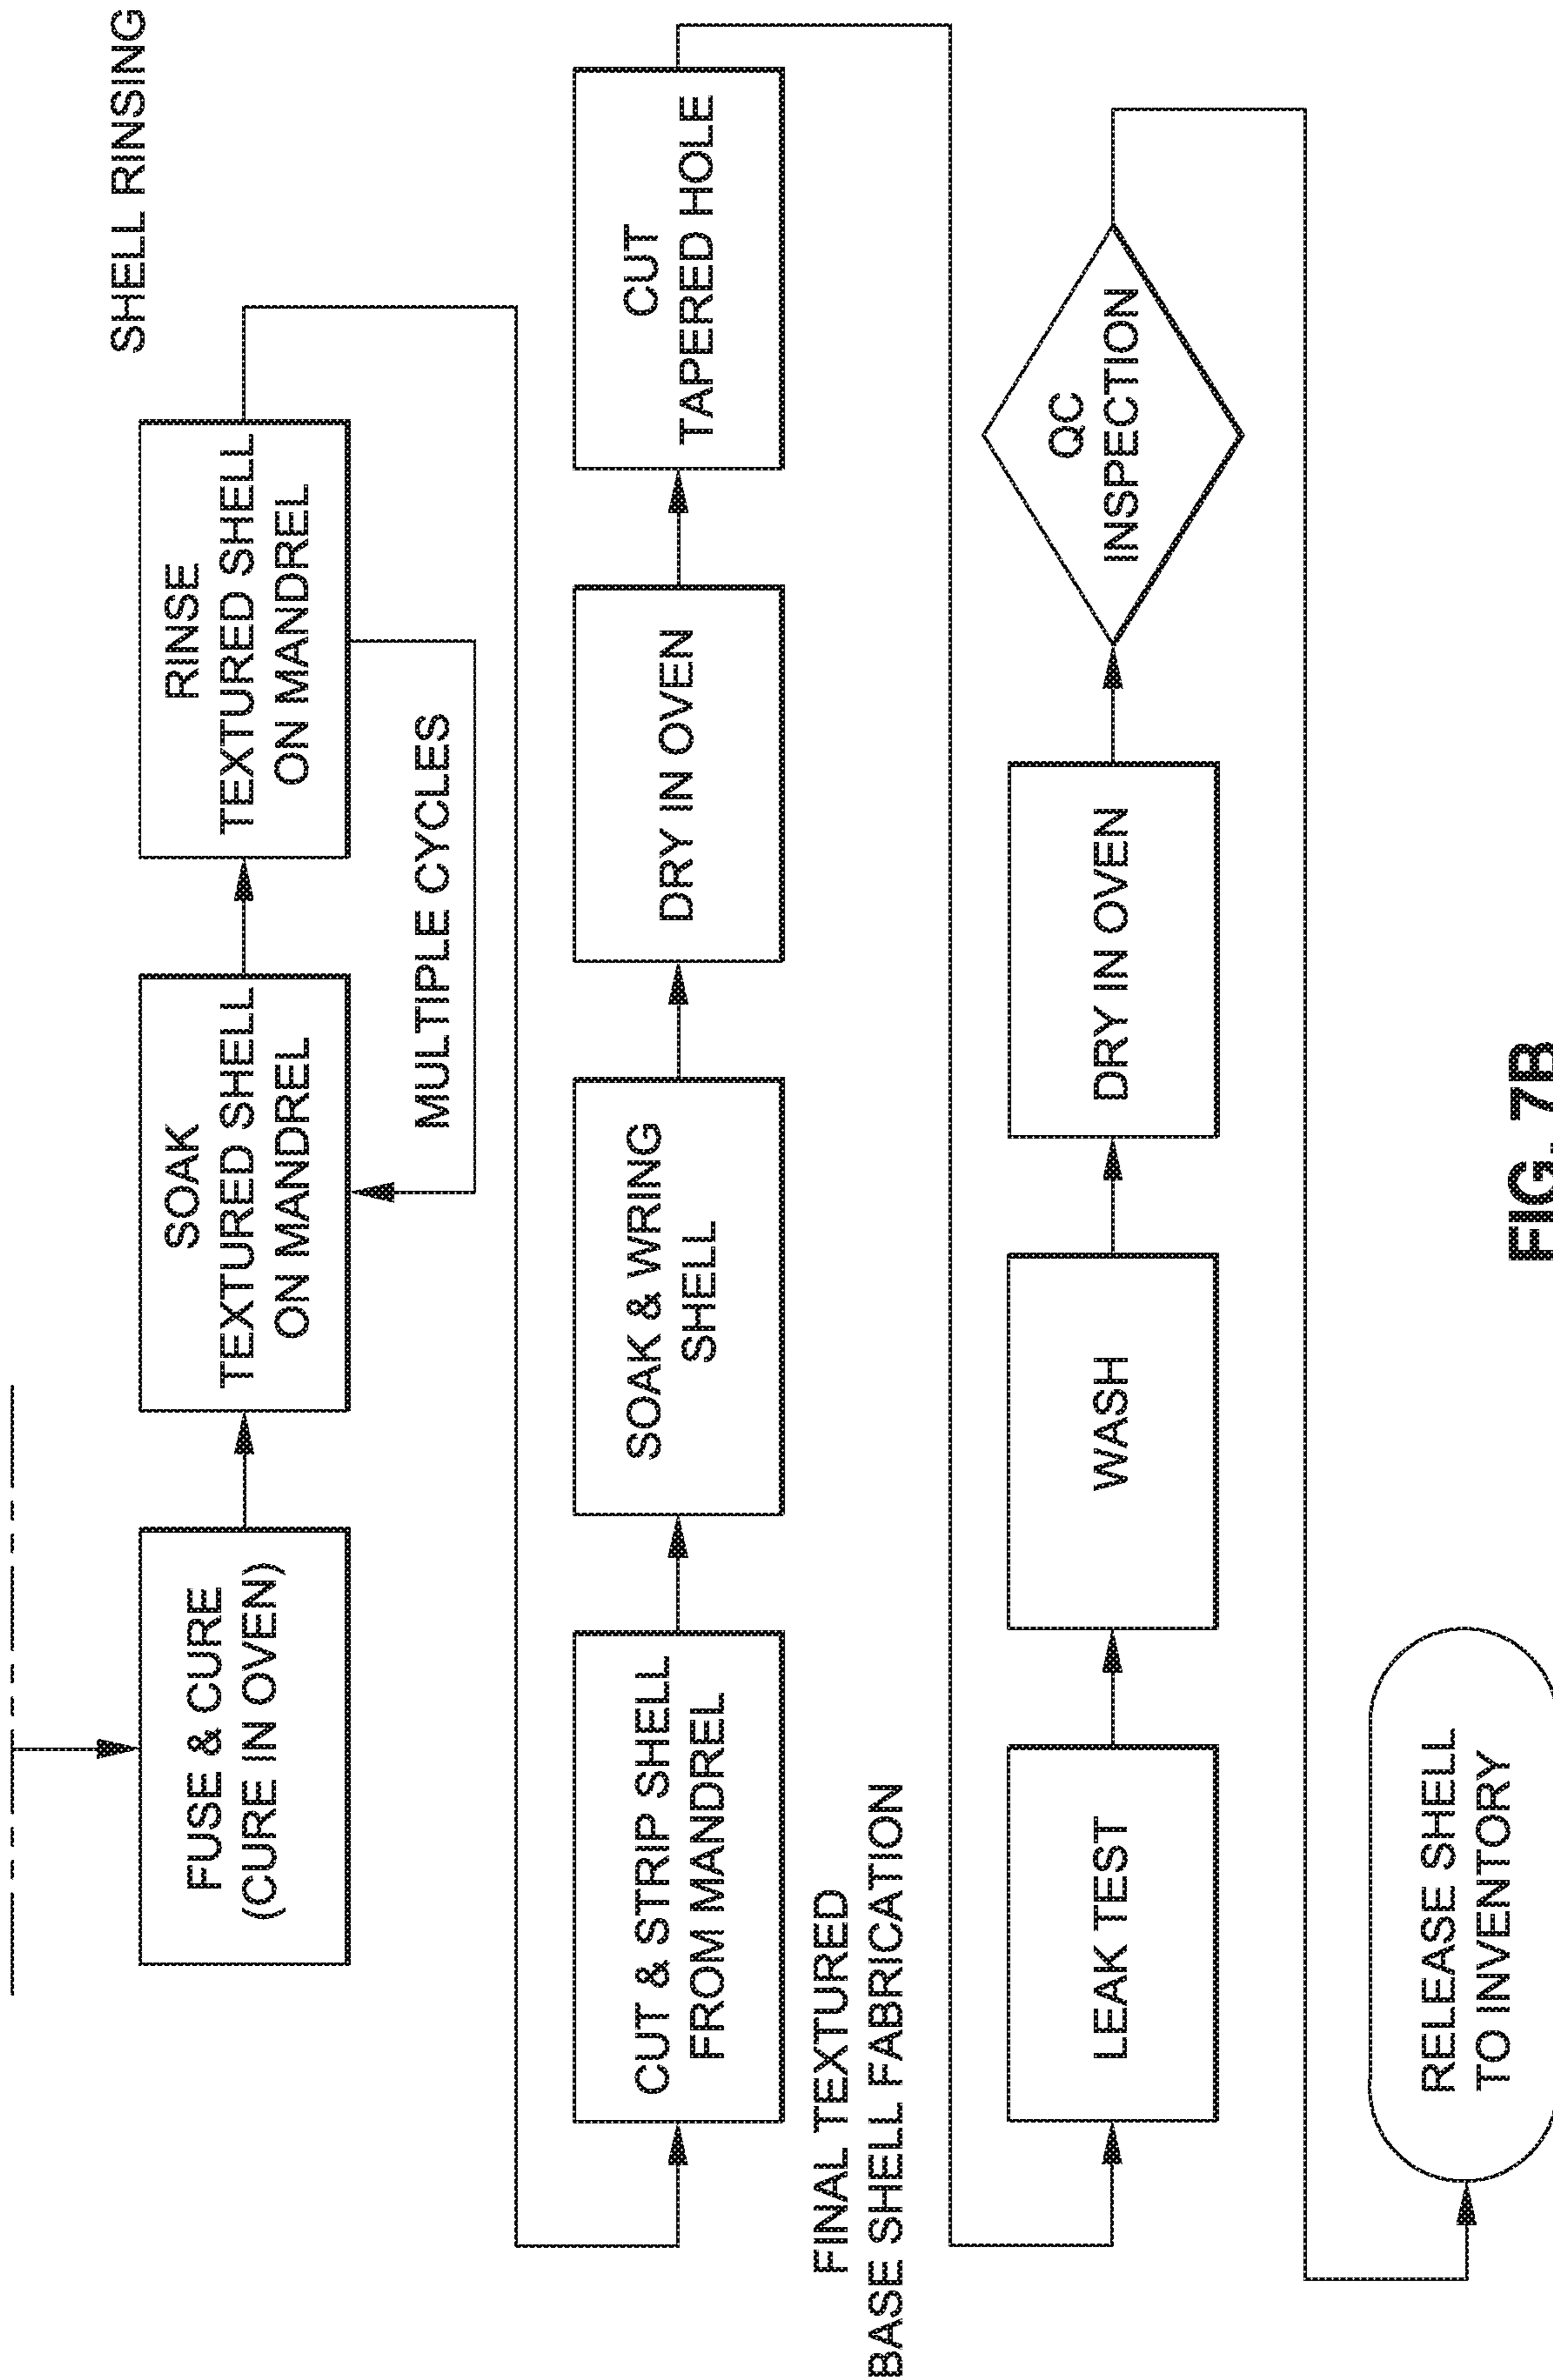 SHELL RINSING
FUSE & CURE
(CURE IN OVEN)
SOAK
TEXTURED SHELL
ON MANDREL
RINSE
TEXTURED SHELL
ON MANDREL
MULTIPLE CYCLES
CUT & STRIP SHELL
FROM MANDREL
SOAK & WRING
SHELL
DRY IN OVEN
CUT
TAPERED HOLE
FINAL TEXTURED
BASE SHELL FABRICATION
LEAK TEST
WASH
DRY IN OVEN
QC
INSPECTION
RELEASE SHELL
TO INVENTORY
FIG. 7B